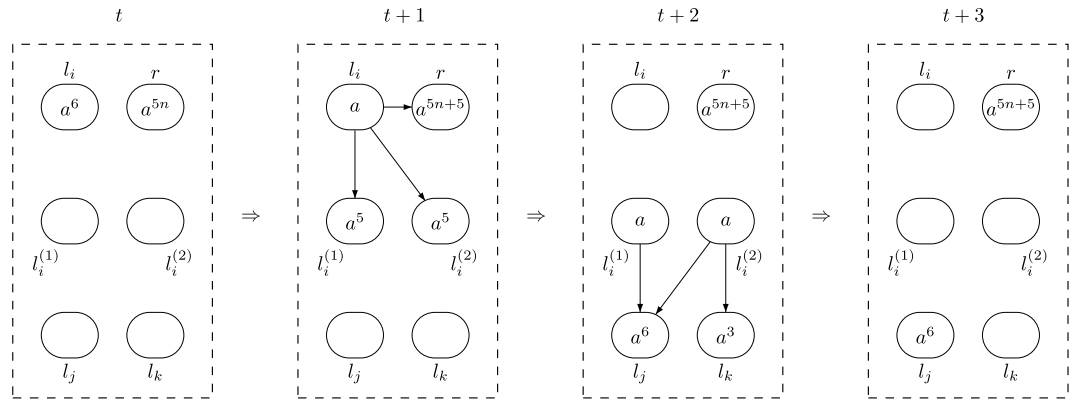 t t + 1 t + 2 t + 3
l_i r l_i r l_i r l_i r
a^6 a^{5n} a a^{5n+5} a^{5n+5} a^{5n+5}
⇒ ⇒ ⇒
a^5 a^5 a a
l_i^{(1)} l_i^{(2)} l_i^{(1)} l_i^{(2)} l_i^{(1)} l_i^{(2)} l_i^{(1)} l_i^{(2)}
a^6 a^3 a^6
l_j l_k l_j l_k l_j l_k l_j l_k